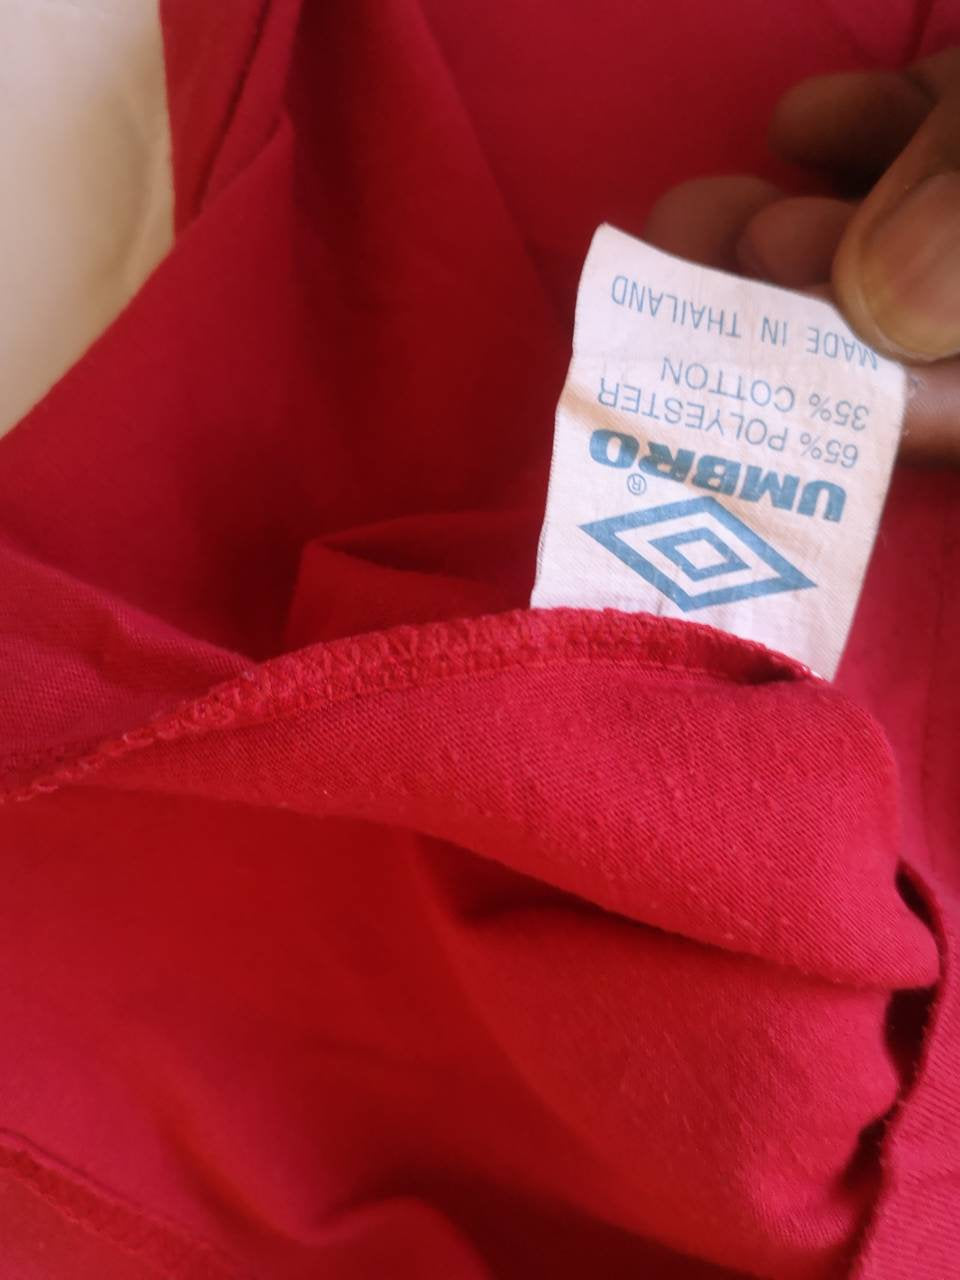 UMBRO®
65% POLYESTER
35% COTTON
MADE IN THAILAND